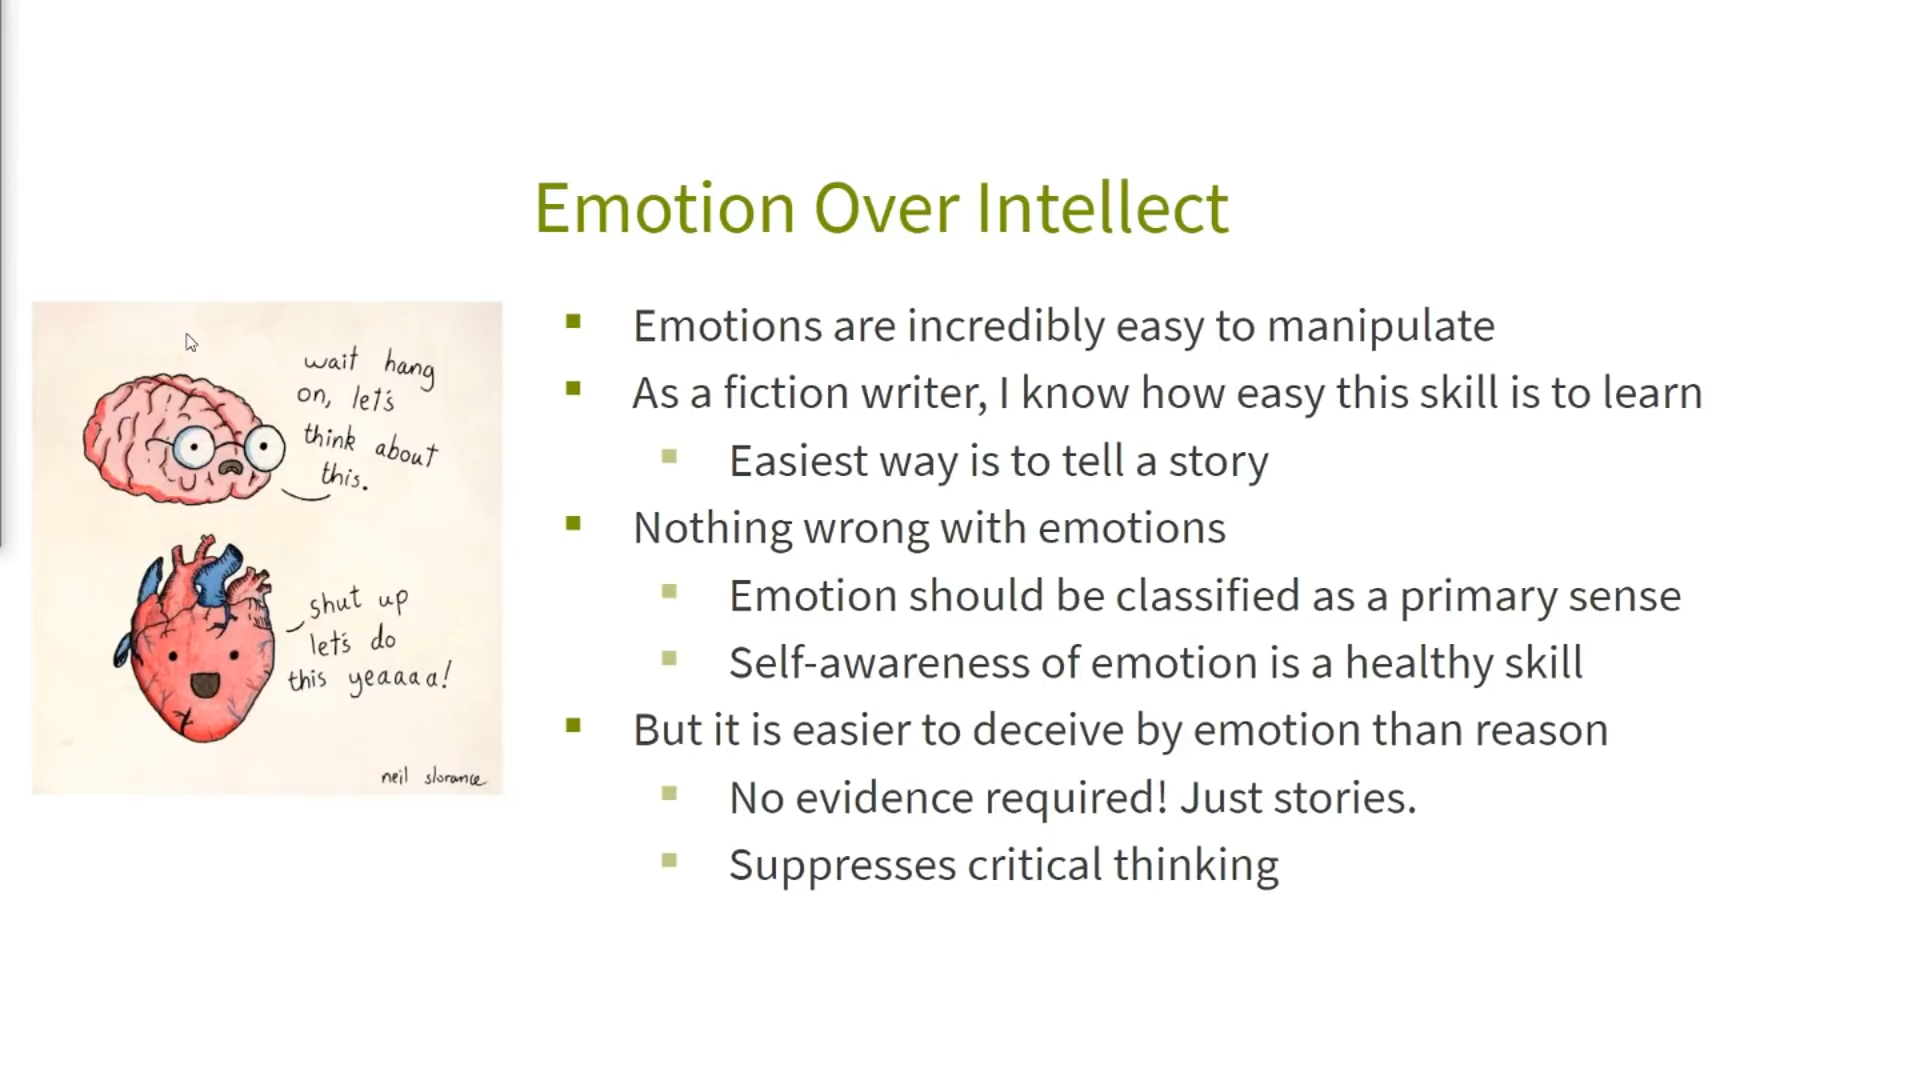 Emotion Over Intellect
wait hang
on, let's
think about
this.
shut up
let's do
this yeaaaa!
neil slorance
Emotions are incredibly easy to manipulate
As a fiction writer, I know how easy this skill is to learn
Easiest way is to tell a story
Nothing wrong with emotions
Emotion should be classified as a primary sense
Self-awareness of emotion is a healthy skill
But it is easier to deceive by emotion than reason
No evidence required! Just stories.
Suppresses critical thinking